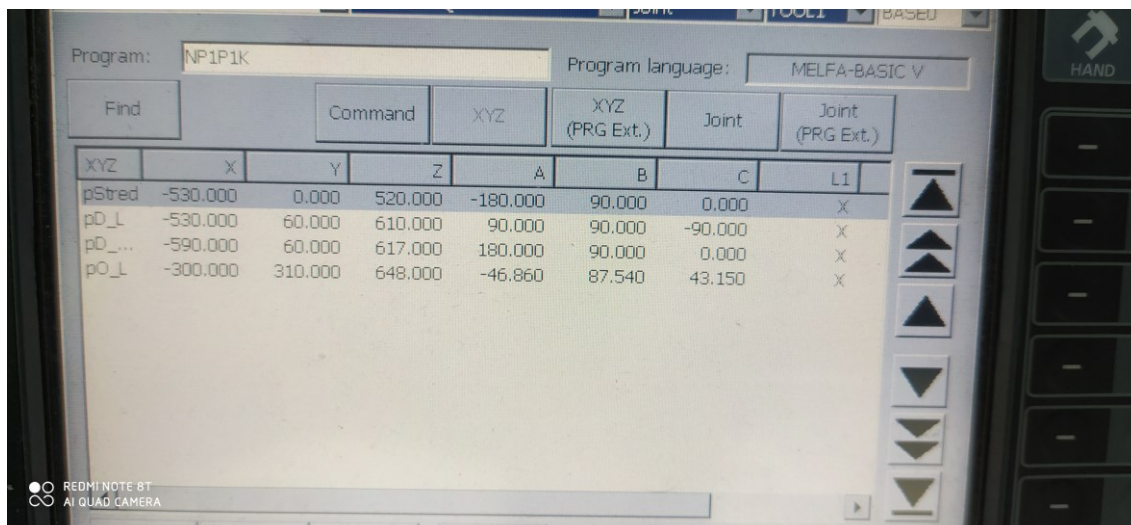 TOOL1 BASE0
Program: NP1P1K Program language: MELFA-BASIC V
HAND
Find Command XYZ XYZ (PRG Ext.) Joint Joint (PRG Ext.)
XYZ X Y Z A B C L1
pStred -530.000 0.000 520.000 -180.000 90.000 0.000 X
pD_L -530.000 60.000 610.000 90.000 90.000 -90.000 X
pD_... -590.000 60.000 617.000 180.000 90.000 0.000 X
pO_L -300.000 310.000 648.000 -46.860 87.540 43.150 X
REDMI NOTE 8T
AI QUAD CAMERA